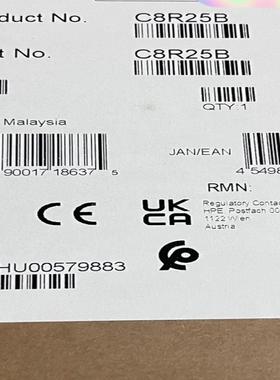 duct No. C8R25B
t No. C8R25B
QTY:1
Malaysia
JAN/EAN
90017 18637 5
4 5498
RMN:
CE
UK
CA
Regulatory Conta
HPE, Postfach 00
1122 Wien
Austria
HU00579883